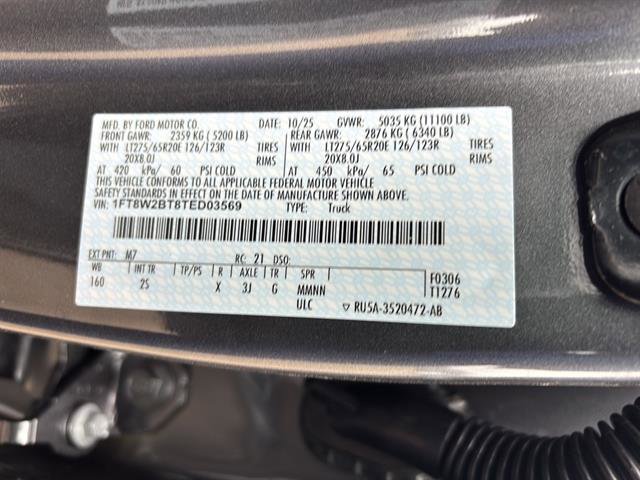 MFD. BY FORD MOTOR CO. DATE: 10/25 GVWR: 5035 KG (11100 LB)
FRONT GAWR: 2359 KG ( 5200 LB) REAR GAWR: 2876 KG ( 6340 LB)
WITH LT275/65R20E 126/123R TIRES WITH LT275/65R20E 126/123R TIRES
20X8.0J RIMS 20X8.0J RIMS
AT 420 kPa/ 60 PSI COLD AT 450 kPa/ 65 PSI COLD
THIS VEHICLE CONFORMS TO ALL APPLICABLE FEDERAL MOTOR VEHICLE
SAFETY STANDARDS IN EFFECT ON THE DATE OF MANUFACTURE SHOWN ABOVE.
VIN: 1FT8W2BT8TED03569 TYPE: Truck
EXT PNT: M7 RC: 21 DSO:
WB INT TR TP/PS R AXLE TR SPR F0306
160 2S X 3J G MMNN T1276
ULC ▽ RU5A-3520472-AB